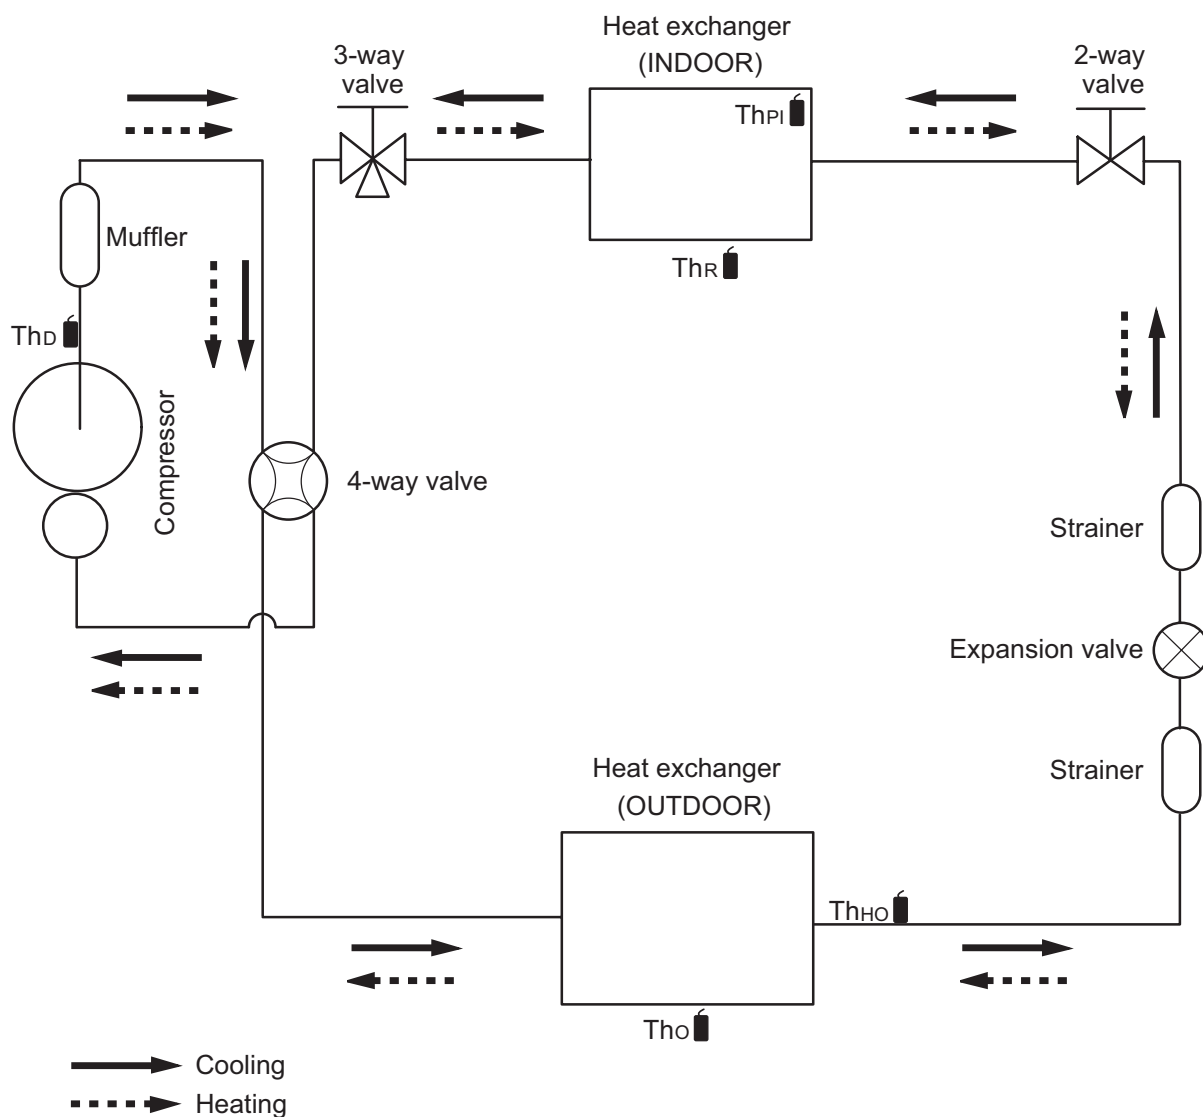 Heat exchanger
(INDOOR)
3-way
valve
2-way
valve
ThPI
Muffler
ThR
ThD
Compressor
4-way valve
Strainer
Expansion valve
Strainer
Heat exchanger
(OUTDOOR)
ThHO
ThO
Cooling
Heating